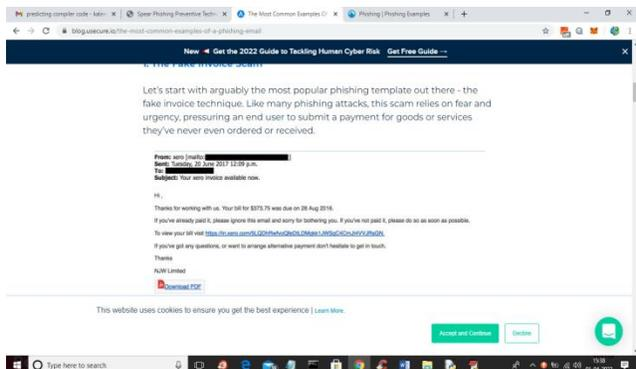 predicting compiler code - kalin
Spear Phishing Preventive Techn
The Most Common Examples O
Phishing | Phishing Examples
blog.usecure.io/the-most-common-examples-of-a-phishing-email
New Get the 2022 Guide to Tackling Human Cyber Risk Get Free Guide →
1. The Fake Invoice Scam
Let's start with arguably the most popular phishing template out there - the
fake invoice technique. Like many phishing attacks, this scam relies on fear and
urgency, pressuring an end user to submit a payment for goods or services
they've never even ordered or received.
From: xero [mailto:
Sent: Tuesday, 20 June 2017 12:09 p.m.
To:
Subject: Your xero invoice available now.
Hi,
Thanks for working with us. Your bill for $373.75 was due on 28 Aug 2016.
If you've already paid it, please ignore this email and sorry for bothering you. If you've not paid it, please do so as soon as possible.
To view your bill visit
If you've got any questions, or want to arrange alternative payment don't hesitate to get in touch.
Thanks
NJW Limited
Download PDF
This website uses cookies to ensure you get the best experience | Learn More.
Accept and Continue
Decline
Type here to search
15:58
01-04-2022